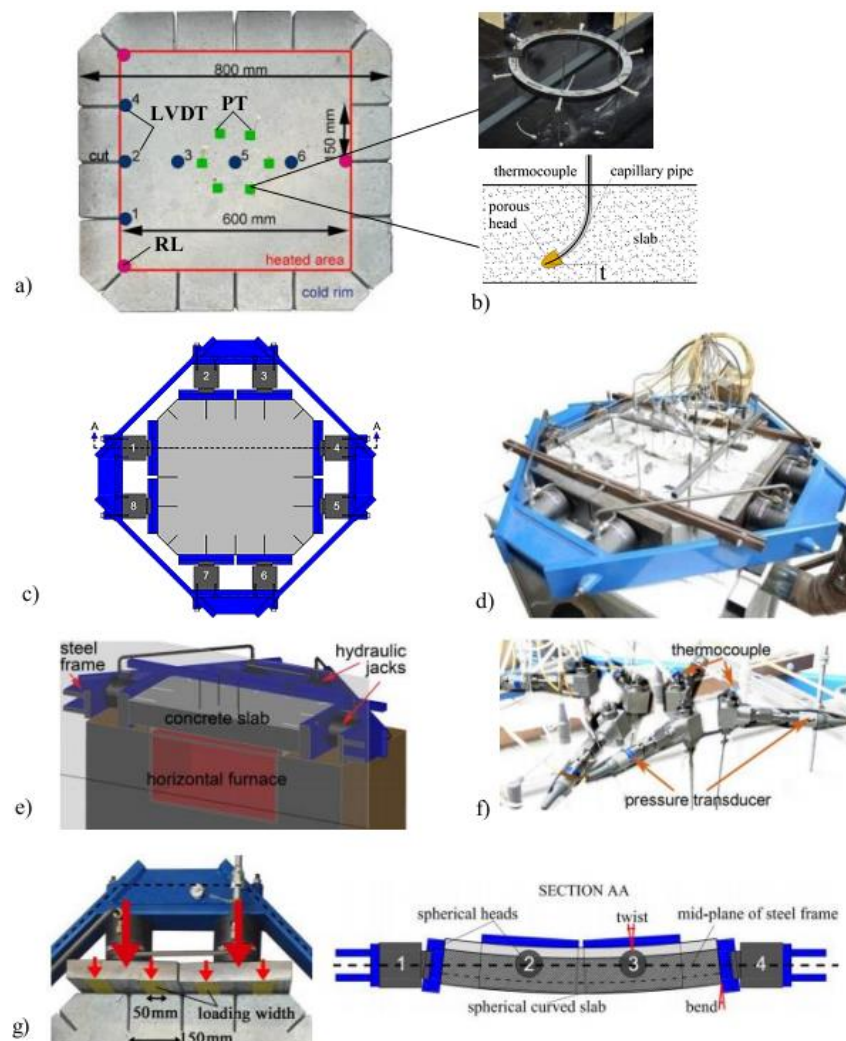 800 mm
4
LVDT
PT
150 mm
cut
2
3
5
6
1
600 mm
RL
heated area
cold rim
a)
thermocouple
capillary pipe
porous
head
slab
t
b)
2
3
A
A
1
4
8
5
7
6
c)
d)
steel
frame
hydraulic
jacks
concrete slab
horizontal furnace
e)
thermocouple
pressure transducer
f)
50mm
loading width
150mm
g)
SECTION AA
spherical heads
twist
mid-plane of steel frame
1
2
3
4
spherical curved slab
bend